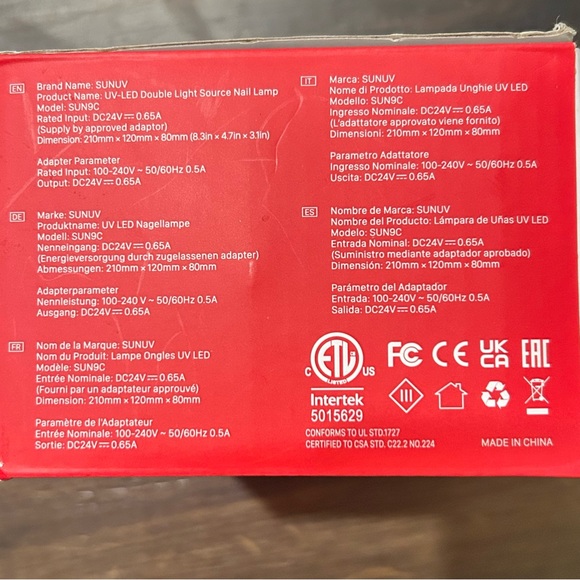 EN
Brand Name: SUNUV
Product Name: UV-LED Double Light Source Nail Lamp
Model: SUN9C
Rated Input: DC24V⎓0.65A
(Supply by approved adaptor)
Dimension: 210mm × 120mm × 80mm (8.3in × 4.7in × 3.1in)
Adapter Parameter
Rated Input: 100-240V ~ 50/60Hz 0.5A
Output: DC24V⎓0.65A
DE
Marke: SUNUV
Produktname: UV LED Nagellampe
Modell: SUN9C
Nenneingang: DC24V⎓0.65A
(Energieversorgung durch zugelassenen adapter)
Abmessungen: 210mm × 120mm × 80mm
Adapterparameter
Nennleistung: 100-240 V ~ 50/60Hz 0.5A
Ausgang: DC24V⎓0.65A
FR
Nom de la Marque: SUNUV
Nom du Produit: Lampe Ongles UV LED
Modèle: SUN9C
Entrée Nominale: DC24V⎓0.65A
(Fourni par un adaptateur approuvé)
Dimension: 210mm × 120mm × 80mm
Paramètre de l'Adaptateur
Entrée Nominale: 100-240V ~ 50/60Hz 0.5A
Sortie: DC24V⎓0.65A
IT
Marca: SUNUV
Nome di Prodotto: Lampada Unghie UV LED
Modello: SUN9C
Ingresso Nominale: DC24V⎓0.65A
(L'adattatore approvato viene fornito)
Dimensioni: 210mm × 120mm × 80mm
Parametro Adattatore
Ingresso Nominale: 100-240V ~ 50/60Hz 0.5A
Uscita: DC24V⎓0.65A
ES
Nombre de Marca: SUNUV
Nombre del Producto: Lámpara de Uñas UV LED
Modelo: SUN9C
Entrada Nominal: DC24V⎓0.65A
(Suministro mediante adaptador aprobado)
Dimensión: 210mm × 120mm × 80mm
Parámetro del Adaptador
Entrada: 100-240V ~ 50/60Hz 0.5A
Salida: DC24V⎓0.65A
C ETL LISTED US
Intertek
5015629
FC CE UK CA EAC
III
CONFORMS TO UL STD.1727
CERTIFIED TO CSA STD. C22.2 NO.224
MADE IN CHINA